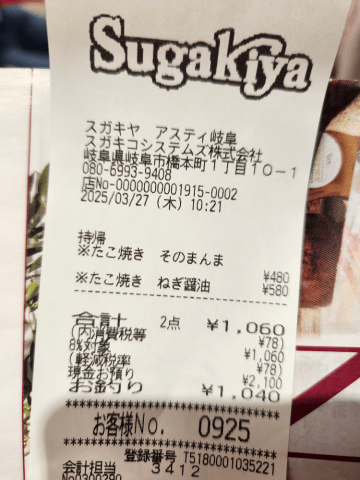 Sugakiya
スガキヤ アスティ岐阜
スガキコシステムズ株式会社
岐阜県岐阜市橋本町1丁目10-1
080-6993-9408
店No-0000000001915-0002
2025/03/27 (木) 10:21
持帰
※たこ焼き そのまんま
¥480
※たこ焼き ねぎ醤油 ¥580
合計 2点 ¥1,060
(内消費税等 ¥78)
8%対象 ¥1,060
(軽減税率 ¥78)
現金お預り ¥2,100
お釣り ¥1,040
お客様No. 0925
登録番号 T5180001035221
会計担当 3412